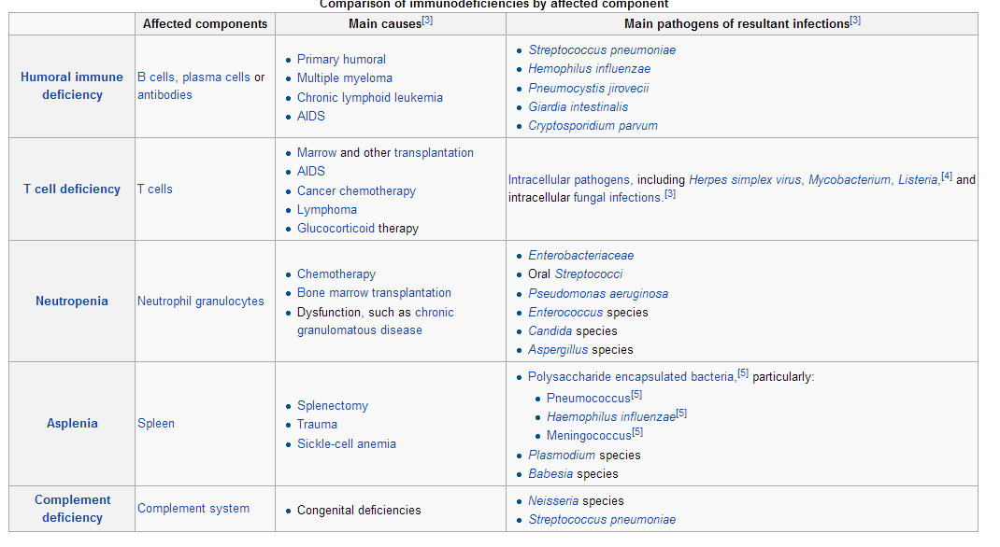 Comparison of immunodeficiencies by affected component
Affected components
Main causes[3]
Main pathogens of resultant infections[3]
Humoral immune
deficiency
B cells, plasma cells or
antibodies
Primary humoral
Multiple myeloma
Chronic lymphoid leukemia
AIDS
Streptococcus pneumoniae
Hemophilus influenzae
Pneumocystis jirovecii
Giardia intestinalis
Cryptosporidium parvum
T cell deficiency
T cells
Marrow and other transplantation
AIDS
Cancer chemotherapy
Lymphoma
Glucocorticoid therapy
Intracellular pathogens, including Herpes simplex virus, Mycobacterium, Listeria,[4] and
intracellular fungal infections.[3]
Neutropenia
Neutrophil granulocytes
Chemotherapy
Bone marrow transplantation
Dysfunction, such as chronic
granulomatous disease
Enterobacteriaceae
Oral Streptococci
Pseudomonas aeruginosa
Enterococcus species
Candida species
Aspergillus species
Asplenia
Spleen
Splenectomy
Trauma
Sickle-cell anemia
Polysaccharide encapsulated bacteria,[5] particularly:
Pneumococcus[5]
Haemophilus influenzae[5]
Meningococcus[5]
Plasmodium species
Babesia species
Complement
deficiency
Complement system
Congenital deficiencies
Neisseria species
Streptococcus pneumoniae